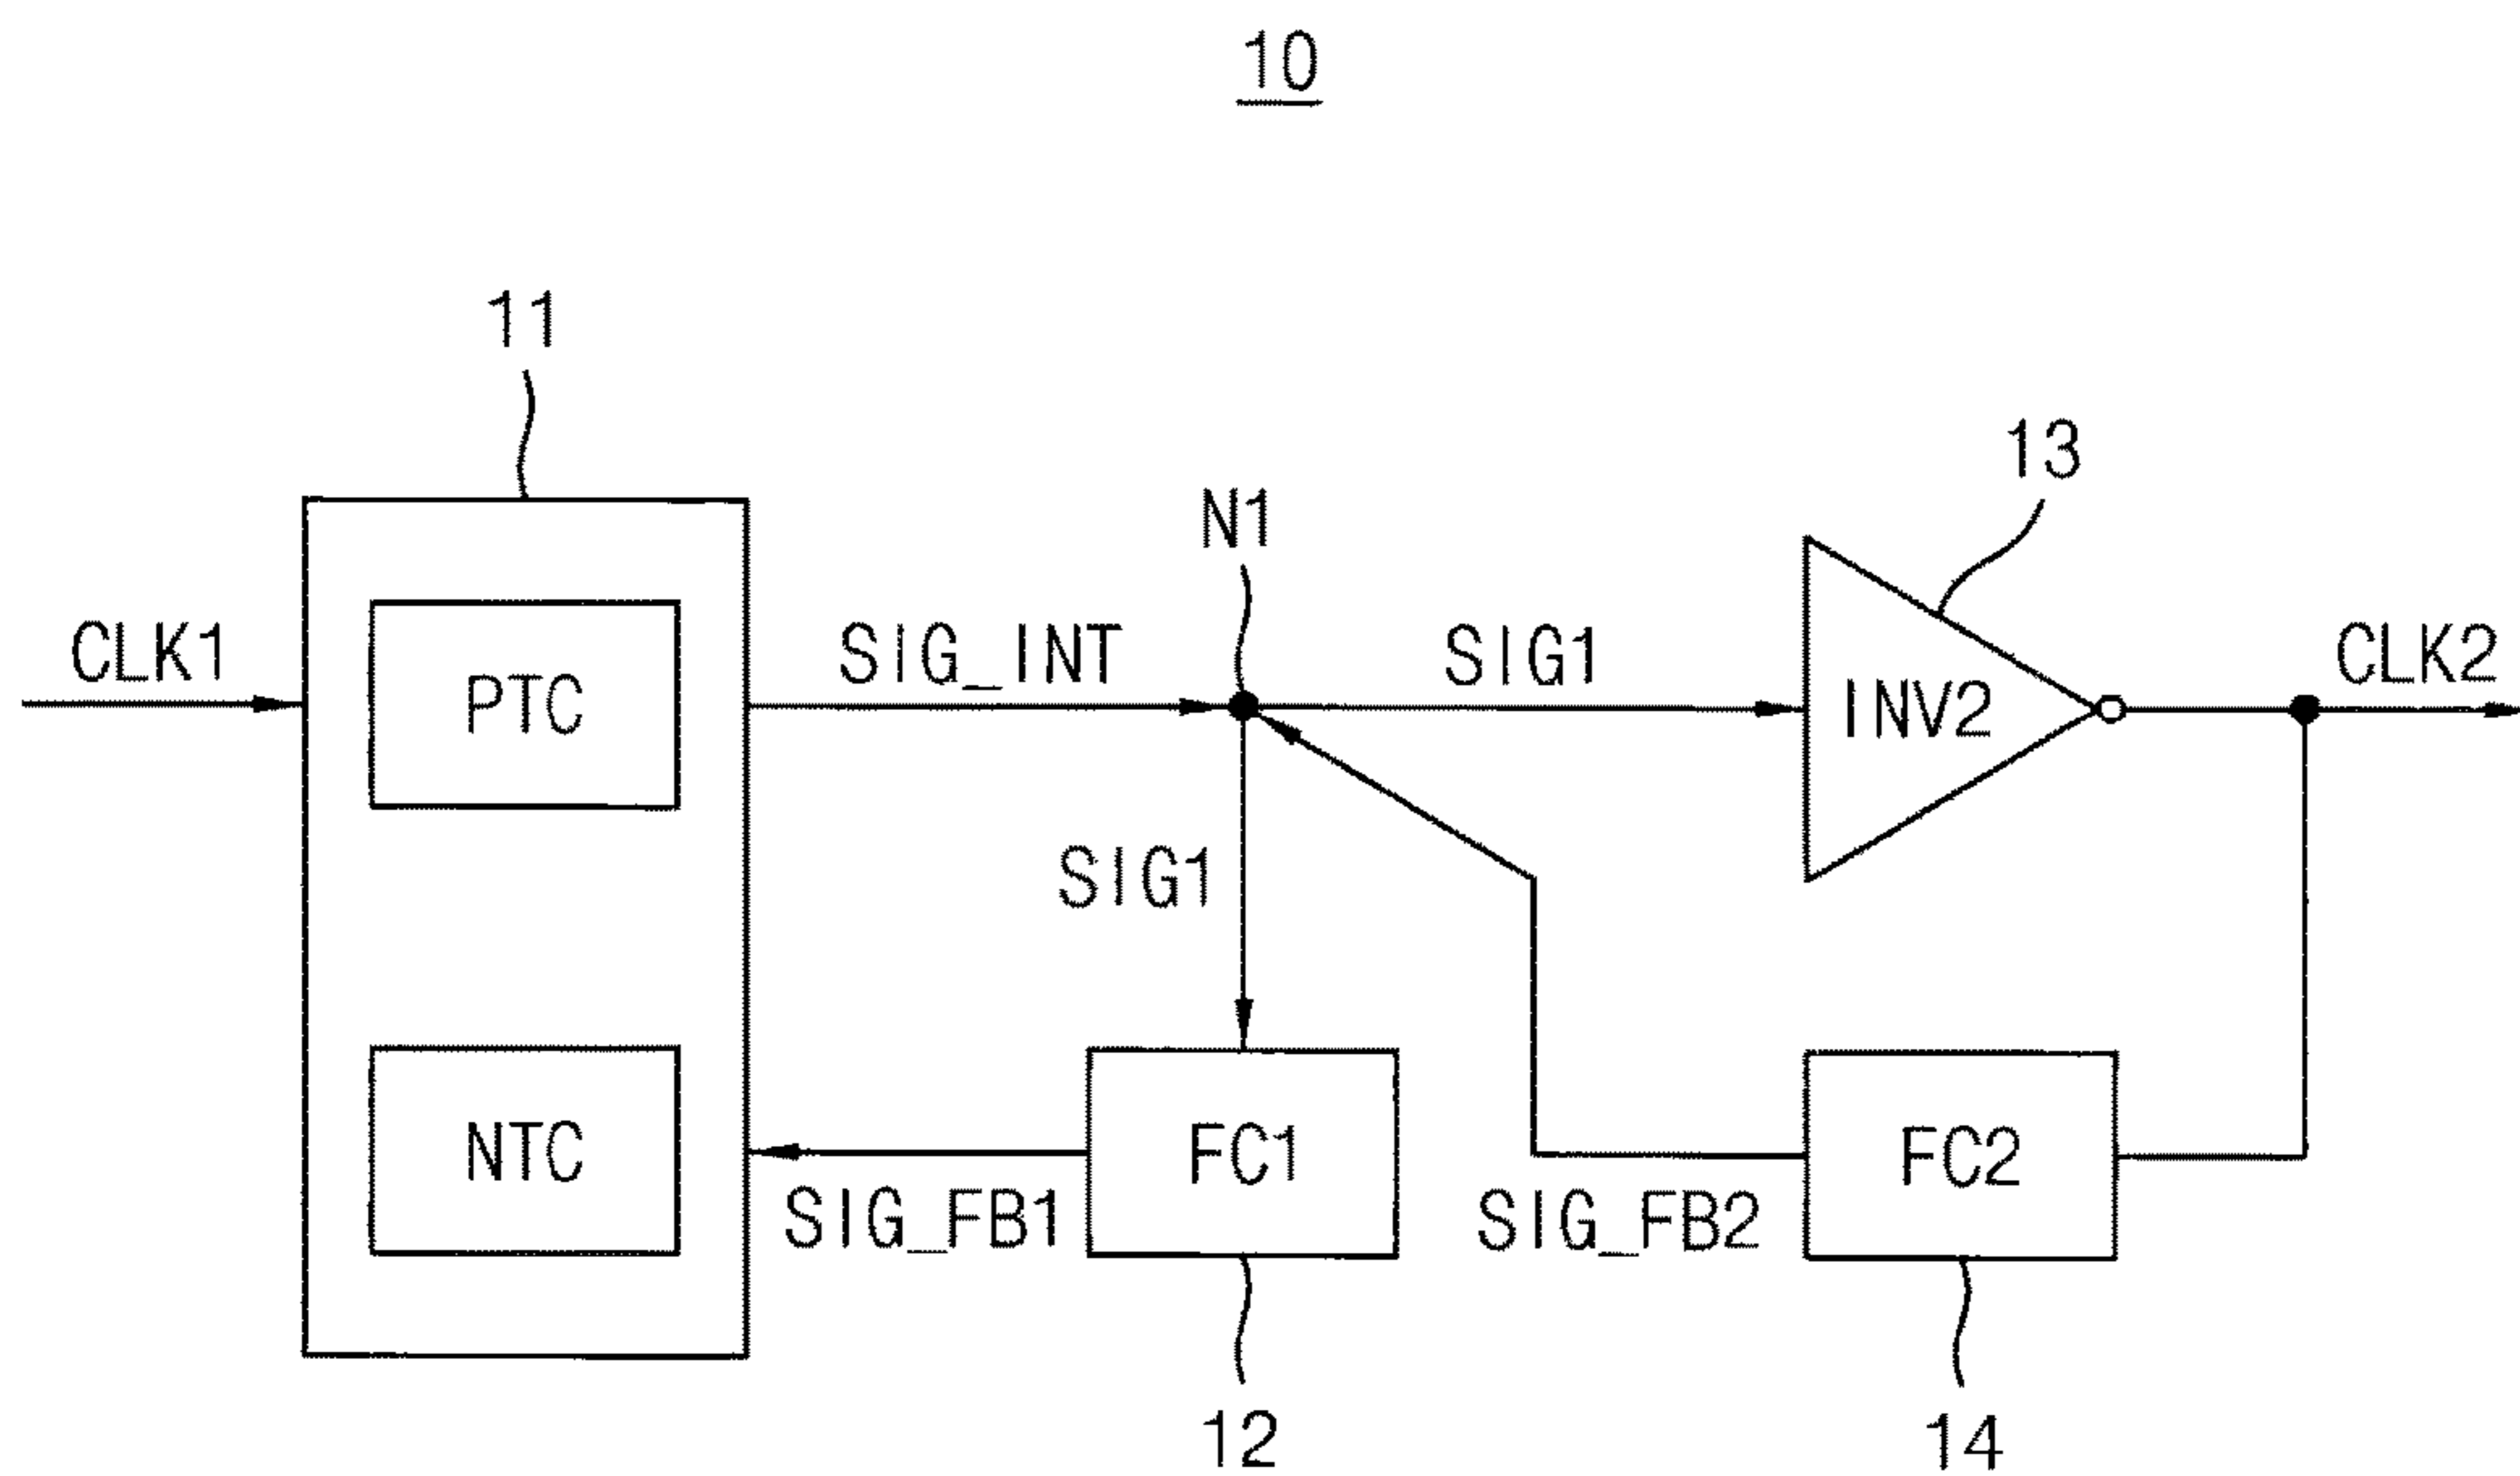 10
11
13
N1
CLK1
SIG_INT
SIG1
CLK2
PTC
INV2
SIG1
NTC
FC1
FC2
SIG_FB1
SIG_FB2
12
14